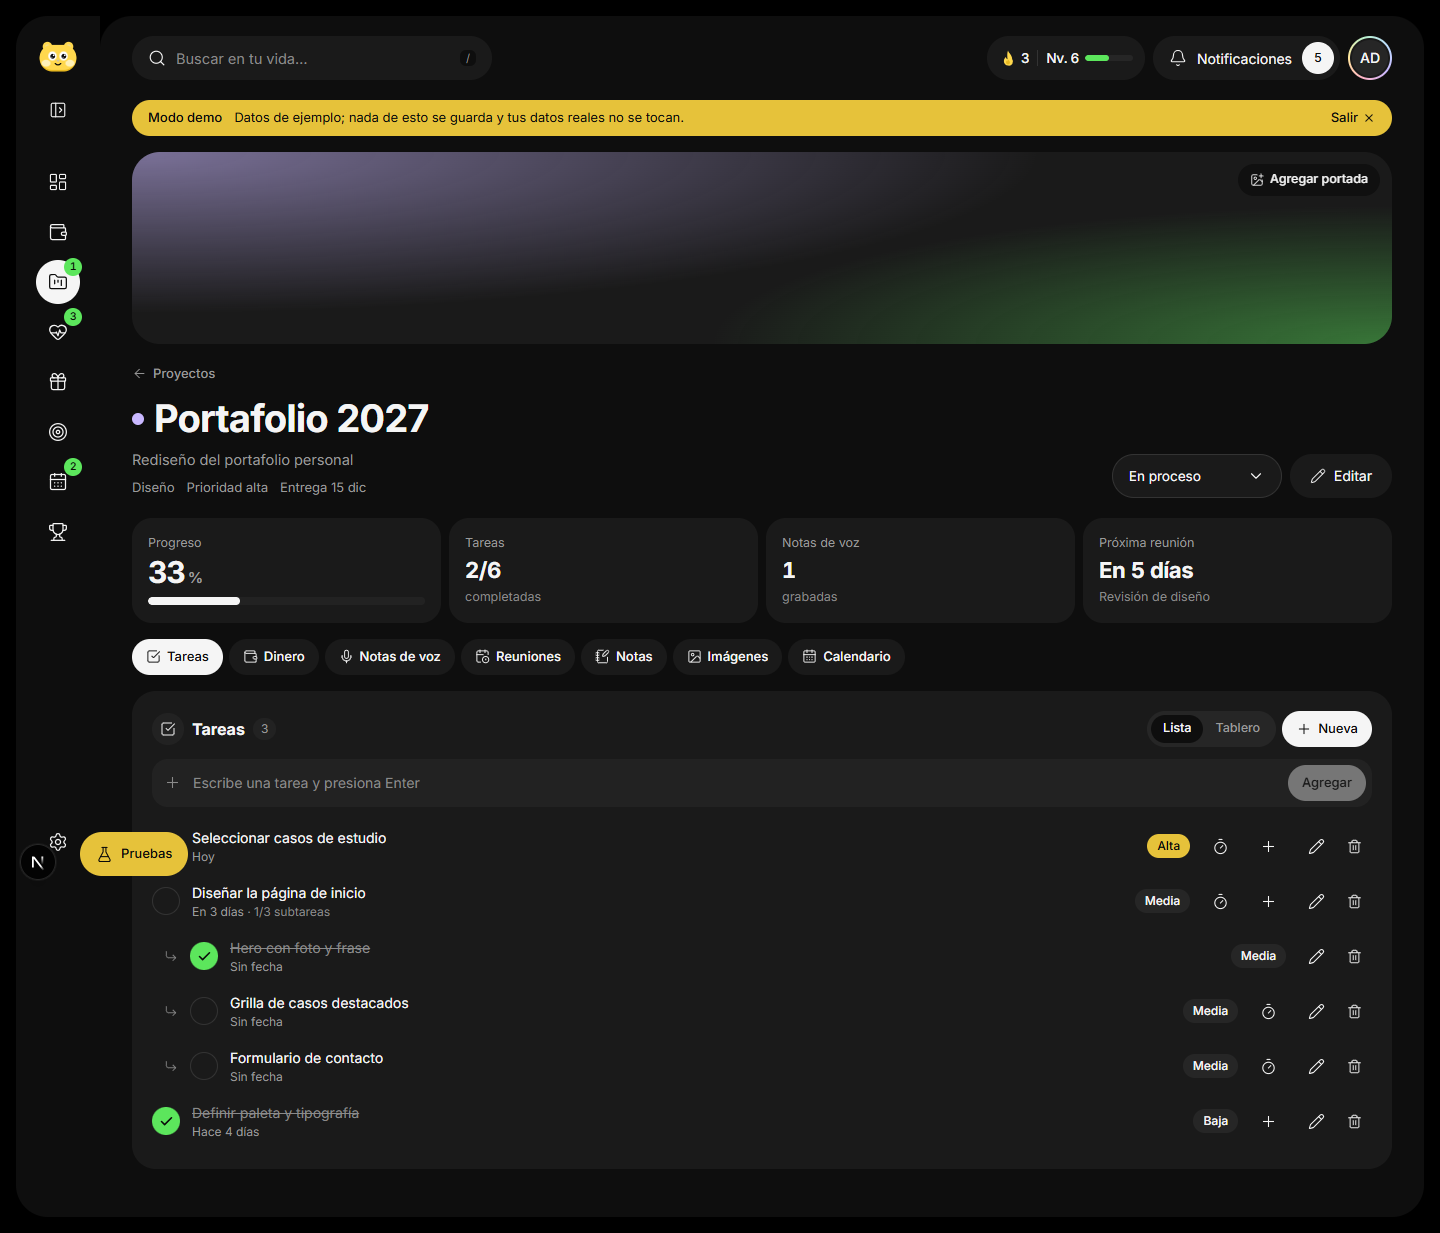 Buscar en tu vida...
/
3
Nv. 6
Notificaciones
5
AD
Modo demo
Datos de ejemplo; nada de esto se guarda y tus datos reales no se tocan.
Salir
1
3
2
Agregar portada
Proyectos
Portafolio 2027
Rediseño del portafolio personal
Diseño Prioridad alta Entrega 15 dic
En proceso
Editar
Progreso
33%
Tareas
2/6
completadas
Notas de voz
1
grabadas
Próxima reunión
En 5 días
Revisión de diseño
Tareas
Dinero
Notas de voz
Reuniones
Notas
Imágenes
Calendario
Tareas
3
Lista
Tablero
Nueva
Escribe una tarea y presiona Enter
Agregar
N
Pruebas
Seleccionar casos de estudio
Hoy
Alta
Diseñar la página de inicio
En 3 días · 1/3 subtareas
Media
Hero con foto y frase
Sin fecha
Media
Grilla de casos destacados
Sin fecha
Media
Formulario de contacto
Sin fecha
Media
Definir paleta y tipografía
Hace 4 días
Baja